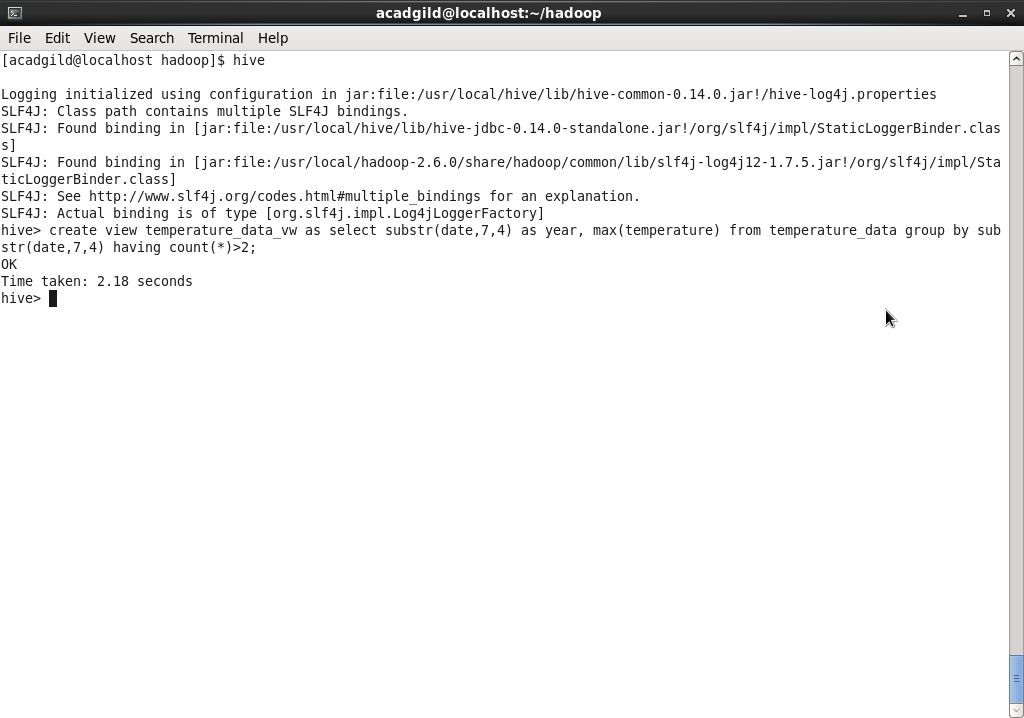 acadgild@localhost:~/hadoop
File Edit View Search Terminal Help
[acadgild@localhost hadoop]$ hive
Logging initialized using configuration in jar:file:/usr/local/hive/lib/hive-common-0.14.0.jar!/hive-log4j.properties
SLF4J: Class path contains multiple SLF4J bindings.
SLF4J: Found binding in [jar:file:/usr/local/hive/lib/hive-jdbc-0.14.0-standalone.jar!/org/slf4j/impl/StaticLoggerBinder.clas
s]
SLF4J: Found binding in [jar:file:/usr/local/hadoop-2.6.0/share/hadoop/common/lib/slf4j-log4j12-1.7.5.jar!/org/slf4j/impl/Sta
ticLoggerBinder.class]
SLF4J: See http://www.slf4j.org/codes.html#multiple_bindings for an explanation.
SLF4J: Actual binding is of type [org.slf4j.impl.Log4jLoggerFactory]
hive> create view temperature_data_vw as select substr(date,7,4) as year, max(temperature) from temperature_data group by sub
str(date,7,4) having count(*)>2;
OK
Time taken: 2.18 seconds
hive>